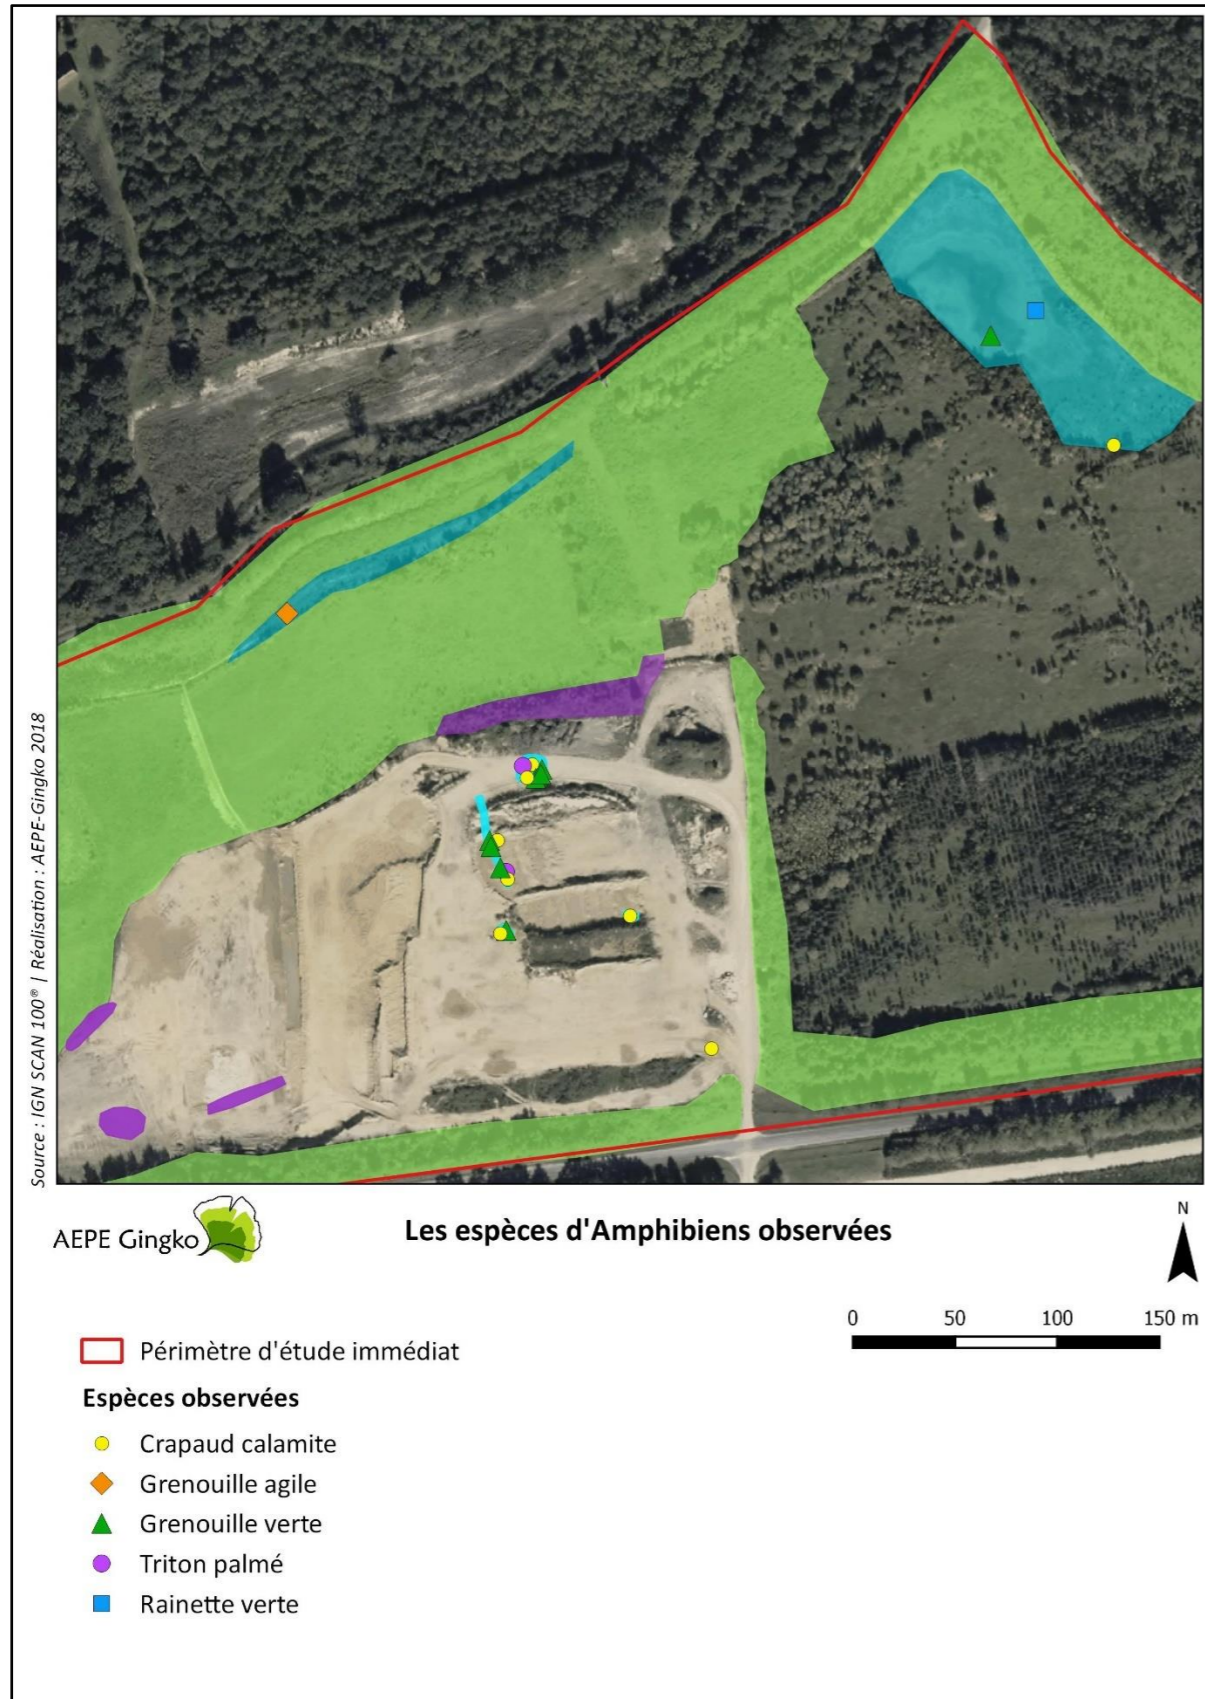 Source : IGN SCAN 100® | Réalisation : AEPE-Gingko 2018
AEPE Gingko
Les espèces d'Amphibiens observées
N
0 50 100 150 m
Périmètre d'étude immédiat
Espèces observées
Crapaud calamite
Grenouille agile
Grenouille verte
Triton palmé
Rainette verte